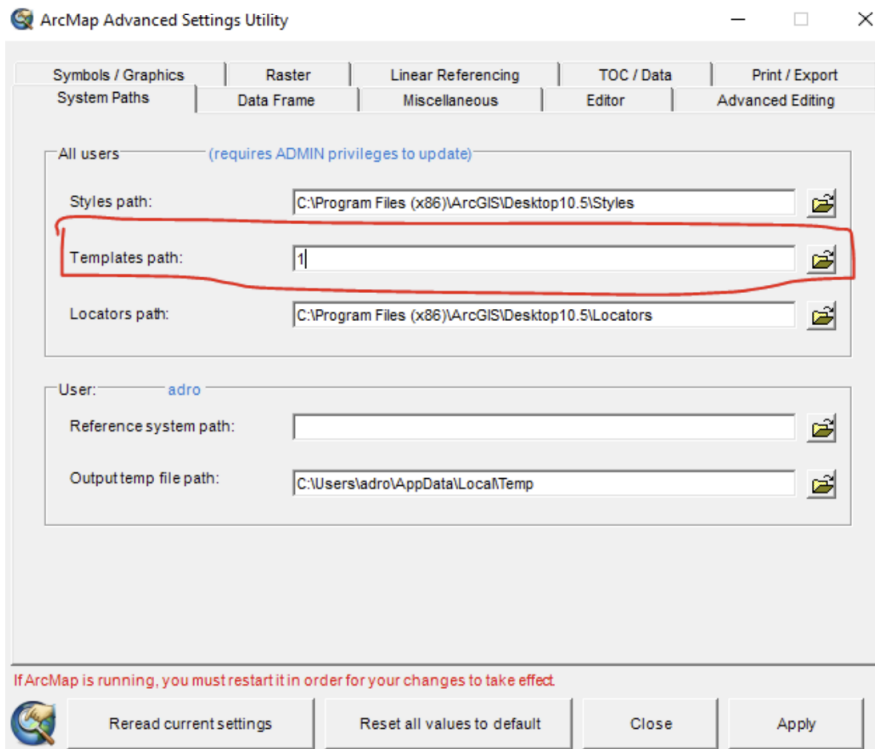 ArcMap Advanced Settings Utility
Symbols / Graphics Raster Linear Referencing TOC / Data Print / Export
System Paths Data Frame Miscellaneous Editor Advanced Editing
All users (requires ADMIN privileges to update)
Styles path: C:\Program Files (x86)\ArcGIS\Desktop10.5\Styles
Templates path: 1
Locators path: C:\Program Files (x86)\ArcGIS\Desktop10.5\Locators
User: adro
Reference system path:
Output temp file path: C:\Users\adro\AppData\Local\Temp
If ArcMap is running, you must restart it in order for your changes to take effect.
Reread current settings Reset all values to default Close Apply